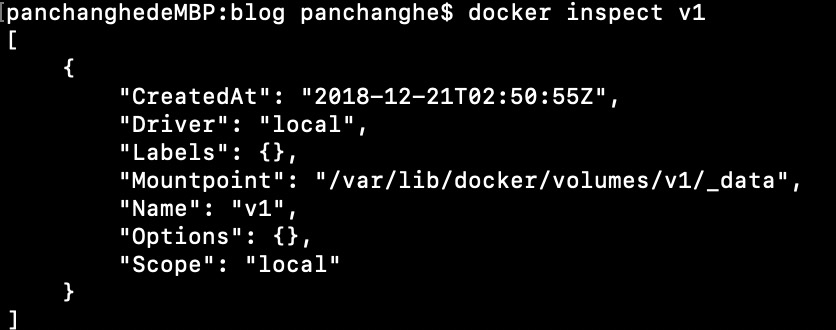 [panchanghedeMBP:blog panchanghe$ docker inspect v1
[
    {
        "CreatedAt": "2018-12-21T02:50:55Z",
        "Driver": "local",
        "Labels": {},
        "Mountpoint": "/var/lib/docker/volumes/v1/_data",
        "Name": "v1",
        "Options": {},
        "Scope": "local"
    }
]